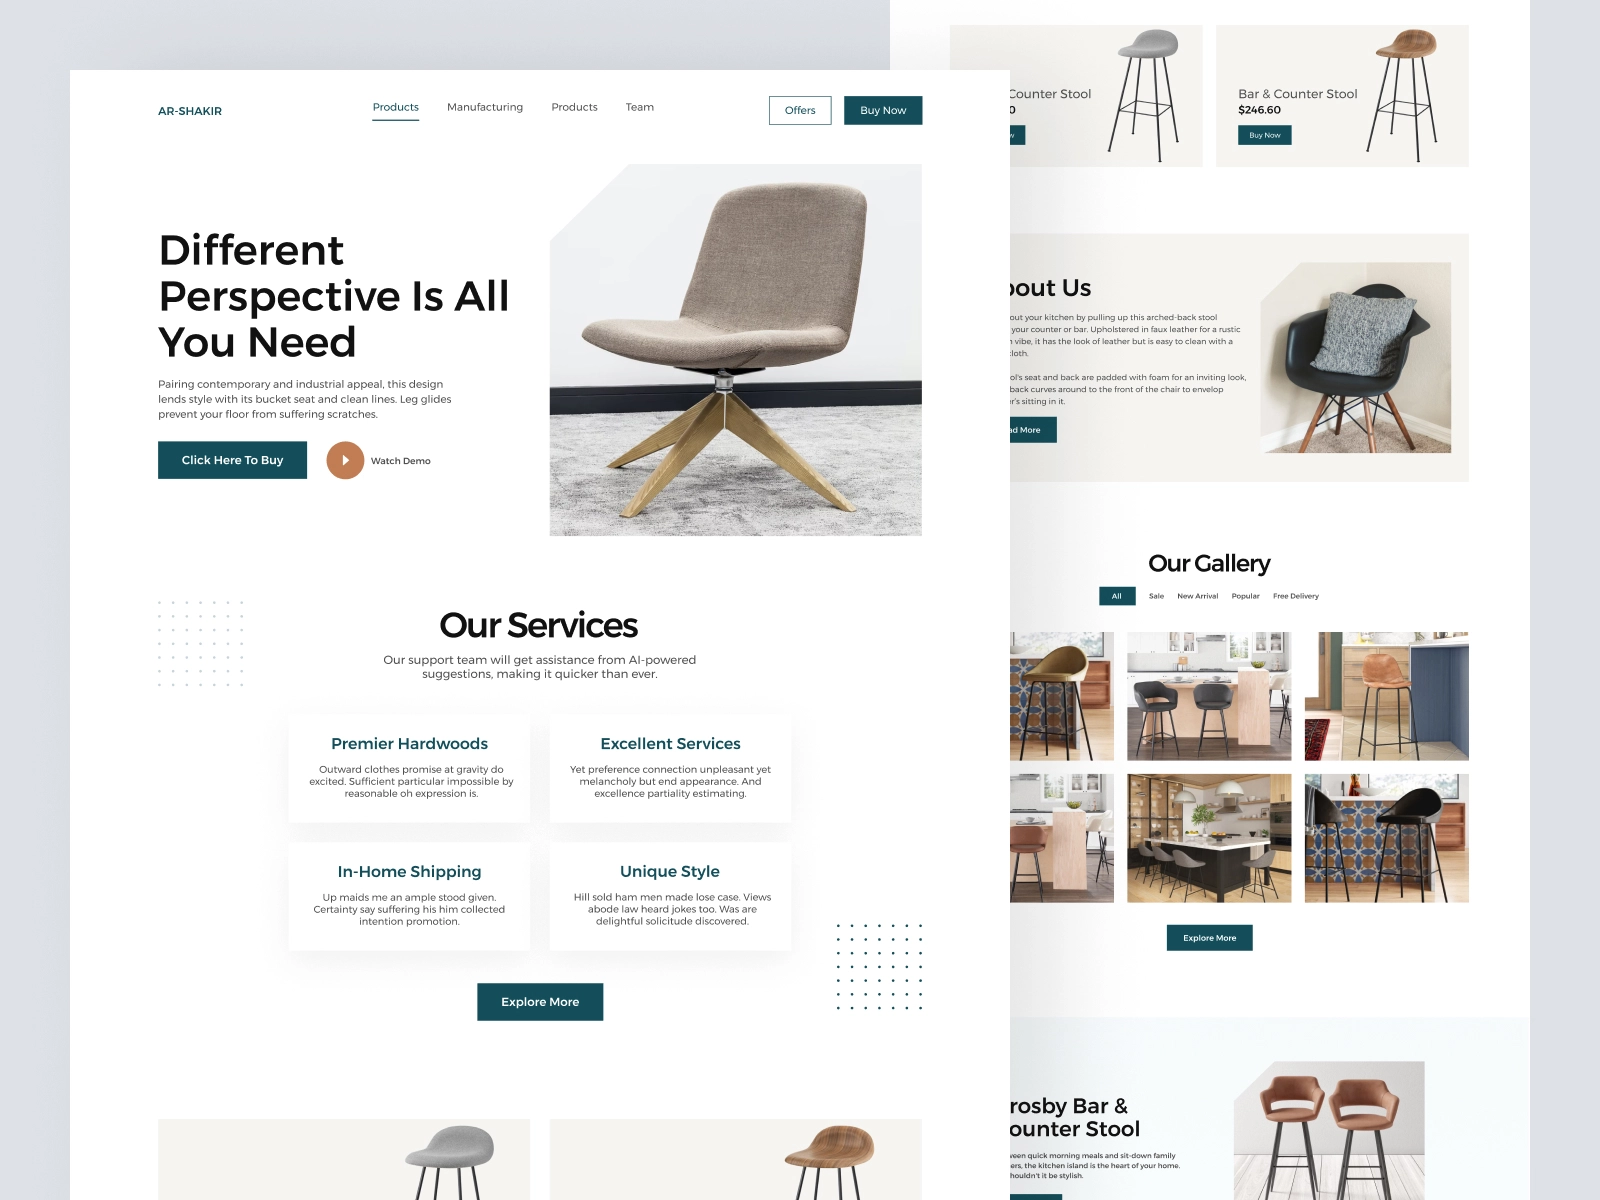 AR-SHAKIR
Products
Manufacturing
Products
Team
Offers
Buy Now
Different
Perspective Is All
You Need
Pairing contemporary and industrial appeal, this design
lends style with its bucket seat and clean lines. Leg glides
prevent your floor from suffering scratches.
Click Here To Buy
Watch Demo
Our Services
Our support team will get assistance from AI-powered
suggestions, making it quicker than ever.
Premier Hardwoods
Outward clothes promise at gravity do
excited. Sufficient particular impossible by
reasonable oh expression is.
Excellent Services
Yet preference connection unpleasant yet
melancholy but end appearance. And
excellence partiality estimating.
In-Home Shipping
Up maids me an ample stood given.
Certainty say suffering his him collected
intention promotion.
Unique Style
Hill sold ham men made lose case. Views
abode law heard jokes too. Was are
delightful solicitude discovered.
Explore More
Counter Stool
0
w
Bar & Counter Stool
$246.60
Buy Now
out Us
out your kitchen by pulling up this arched-back stool
your counter or bar. Upholstered in faux leather for a rustic
vibe, it has the look of leather but is easy to clean with a
cloth.
ol's seat and back are padded with foam for an inviting look,
back curves around to the front of the chair to envelop
er's sitting in it.
ad More
Our Gallery
All
Sale
New Arrival
Popular
Free Delivery
Explore More
rosby Bar &
ounter Stool
ween quick morning meals and sit-down family
ers, the kitchen island is the heart of your home.
houldn't it be stylish.